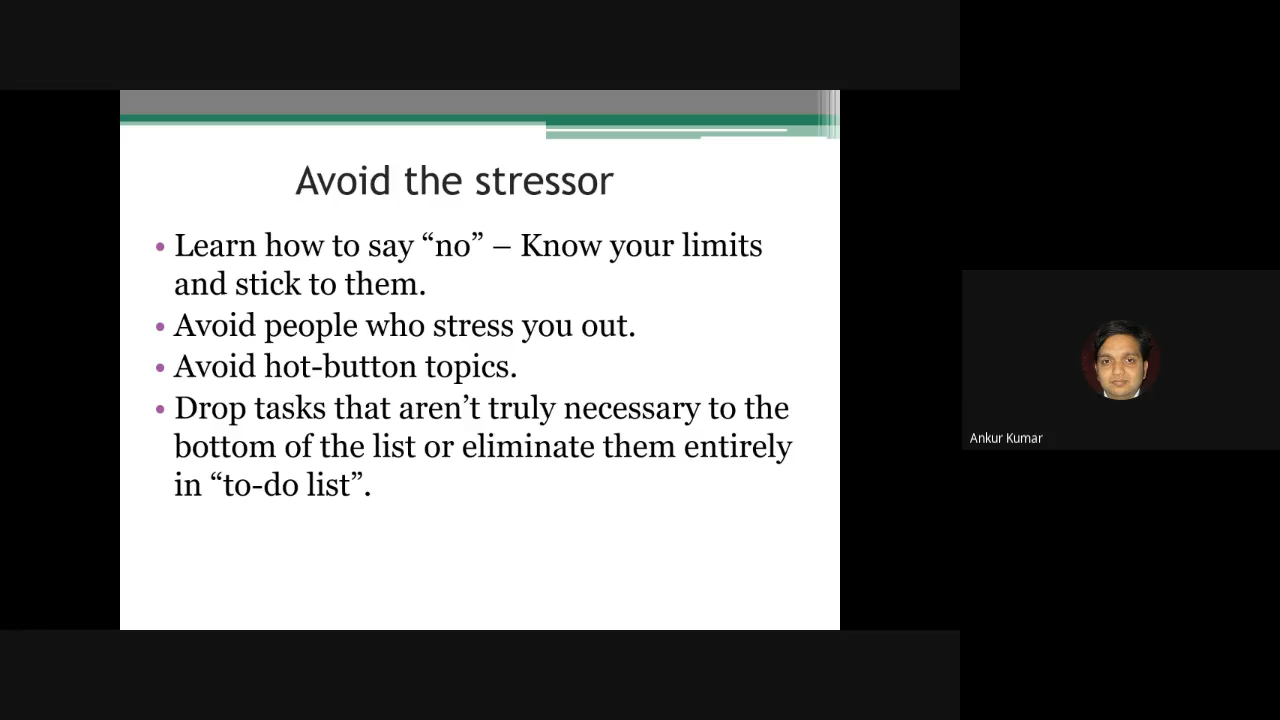 Avoid the stressor
• Learn how to say “no” – Know your limits
and stick to them.
• Avoid people who stress you out.
• Avoid hot-button topics.
• Drop tasks that aren’t truly necessary to the
bottom of the list or eliminate them entirely
in “to-do list”.
Ankur Kumar